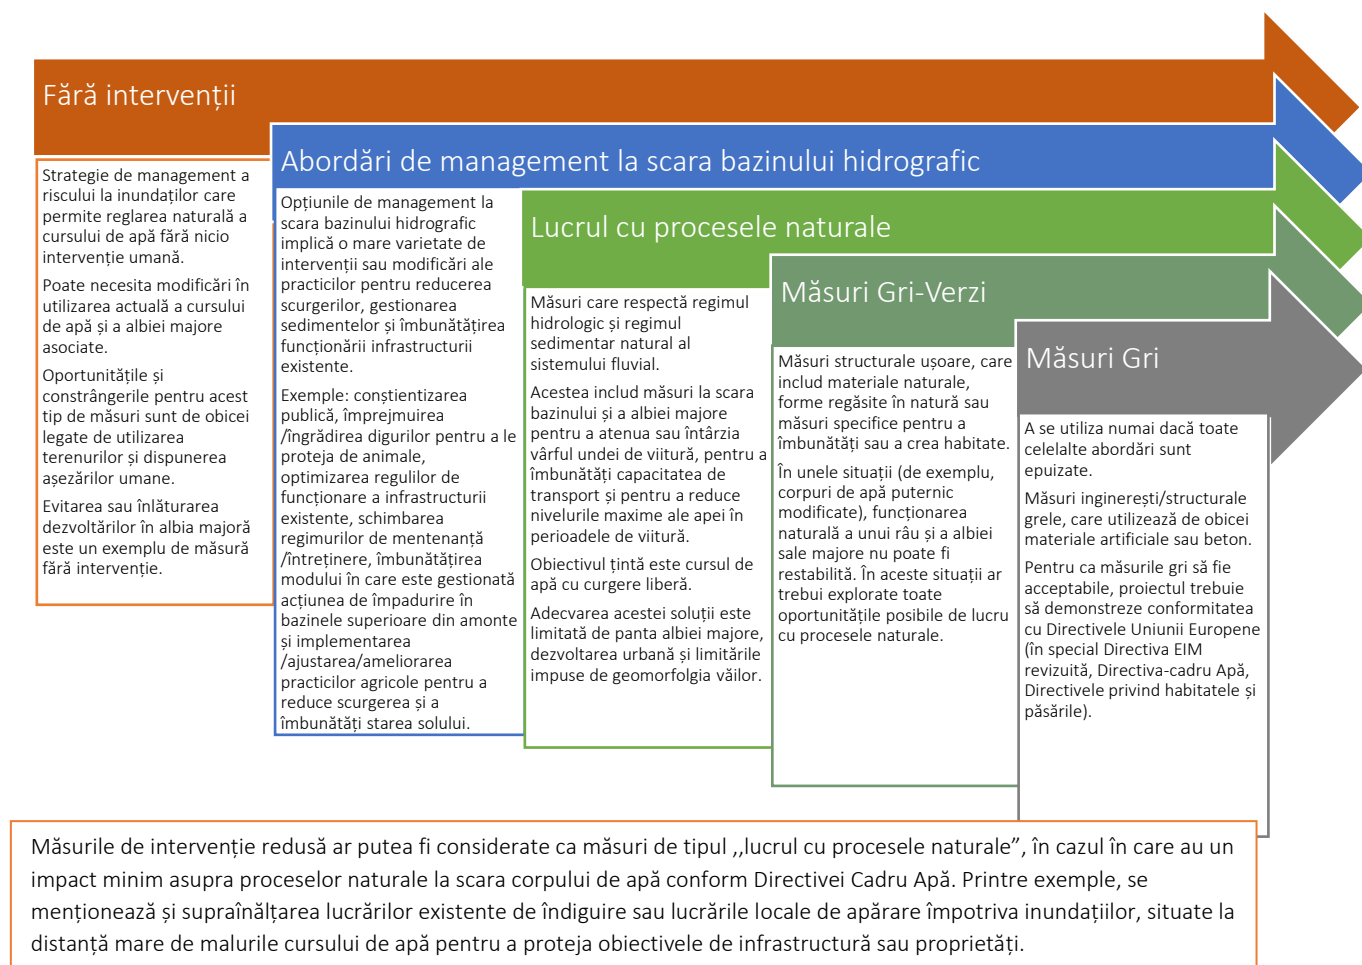 Fără intervenții
Strategie de management a
riscului la inundaților care
permite reglarea naturală a
cursului de apă fără nicio
intervenție umană.
Poate necesita modificări în
utilizarea actuală a cursului
de apă și a albiei majore
asociate.
Oportunitățile și
constrângerile pentru acest
tip de măsuri sunt de obicei
legate de utilizarea
terenurilor și dispunerea
așezărilor umane.
Evitarea sau înlăturarea
dezvoltărilor în albia majoră
este un exemplu de măsură
fără intervenție.
Abordări de management la scara bazinului hidrografic
Opțiunile de management la
scara bazinului hidrografic
implică o mare varietate de
intervenții sau modificări ale
practicilor pentru reducerea
scurgerilor, gestionarea
sedimentelor și îmbunătățirea
funcționării infrastructurii
existente.
Exemple: conștientizarea
publică, împrejmuirea
/îngrădirea digurilor pentru a le
proteja de animale,
optimizarea regulilor de
funcționare a infrastructurii
existente, schimbarea
regimurilor de mentenanță
/întreținere, îmbunătățirea
modului în care este gestionată
acțiunea de împadurire în
bazinele superioare din amonte
și implementarea
/ajustarea/ameliorarea
practicilor agricole pentru a
reduce scurgerea și a
îmbunătăți starea solului.
Lucrul cu procesele naturale
Măsuri care respectă regimul
hidrologic și regimul
sedimentar natural al
sistemului fluvial.
Acestea includ măsuri la scara
bazinului și a albiei majore
pentru a atenua sau întârzia
vârful undei de viitură, pentru a
îmbunătăți capacitatea de
transport și pentru a reduce
nivelurile maxime ale apei în
perioadele de viitură.
Obiectivul țintă este cursul de
apă cu curgere liberă.
Adecvarea acestei soluții este
limitată de panta albiei majore,
dezvoltarea urbană și limitările
impuse de geomorfolgia văilor.
Măsuri Gri-Verzi
Măsuri structurale ușoare, care
includ materiale naturale,
forme regăsite în natură sau
măsuri specifice pentru a
îmbunătăți sau a crea habitate.
În unele situații (de exemplu,
corpuri de apă puternic
modificate), funcționarea
naturală a unui râu și a albiei
sale majore nu poate fi
restabilită. În aceste situații ar
trebui explorate toate
oportunitățile posibile de lucru
cu procesele naturale.
Măsuri Gri
A se utiliza numai dacă toate
celelalte abordări sunt
epuizate.
Măsuri inginerești/structurale
grele, care utilizează de obicei
materiale artificiale sau beton.
Pentru ca măsurile gri să fie
acceptabile, proiectul trebuie
să demonstreze conformitatea
cu Directivele Uniunii Europene
(în special Directiva EIM
revizuită, Directiva-cadru Apă,
Directivele privind habitatele și
păsările).
Măsurile de intervenție redusă ar putea fi considerate ca măsuri de tipul ,,lucrul cu procesele naturale”, în cazul în care au un
impact minim asupra proceselor naturale la scara corpului de apă conform Directivei Cadru Apă. Printre exemple, se
menționează și supraînălțarea lucrărilor existente de îndiguire sau lucrările locale de apărare împotriva inundațiilor, situate la
distanță mare de malurile cursului de apă pentru a proteja obiectivele de infrastructură sau proprietăți.